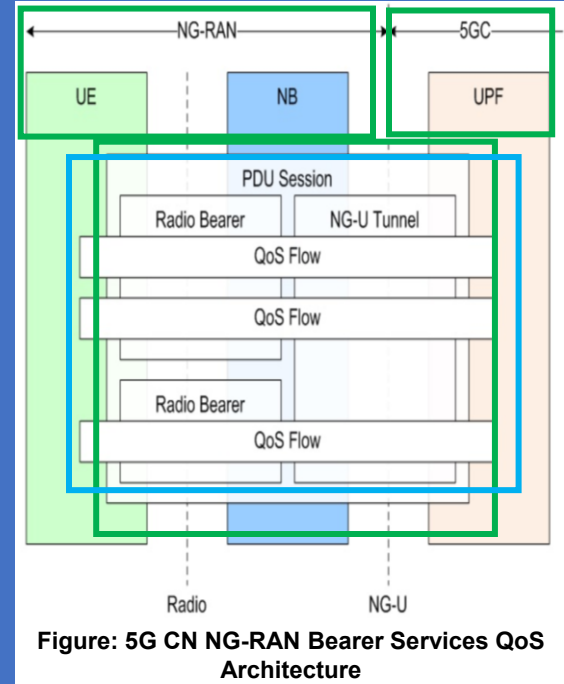 NG-RAN 5GC
UE NB UPF
PDU Session
Radio Bearer NG-U Tunnel
QoS Flow
QoS Flow
Radio Bearer
QoS Flow
Radio NG-U
Figure: 5G CN NG-RAN Bearer Services QoS
Architecture